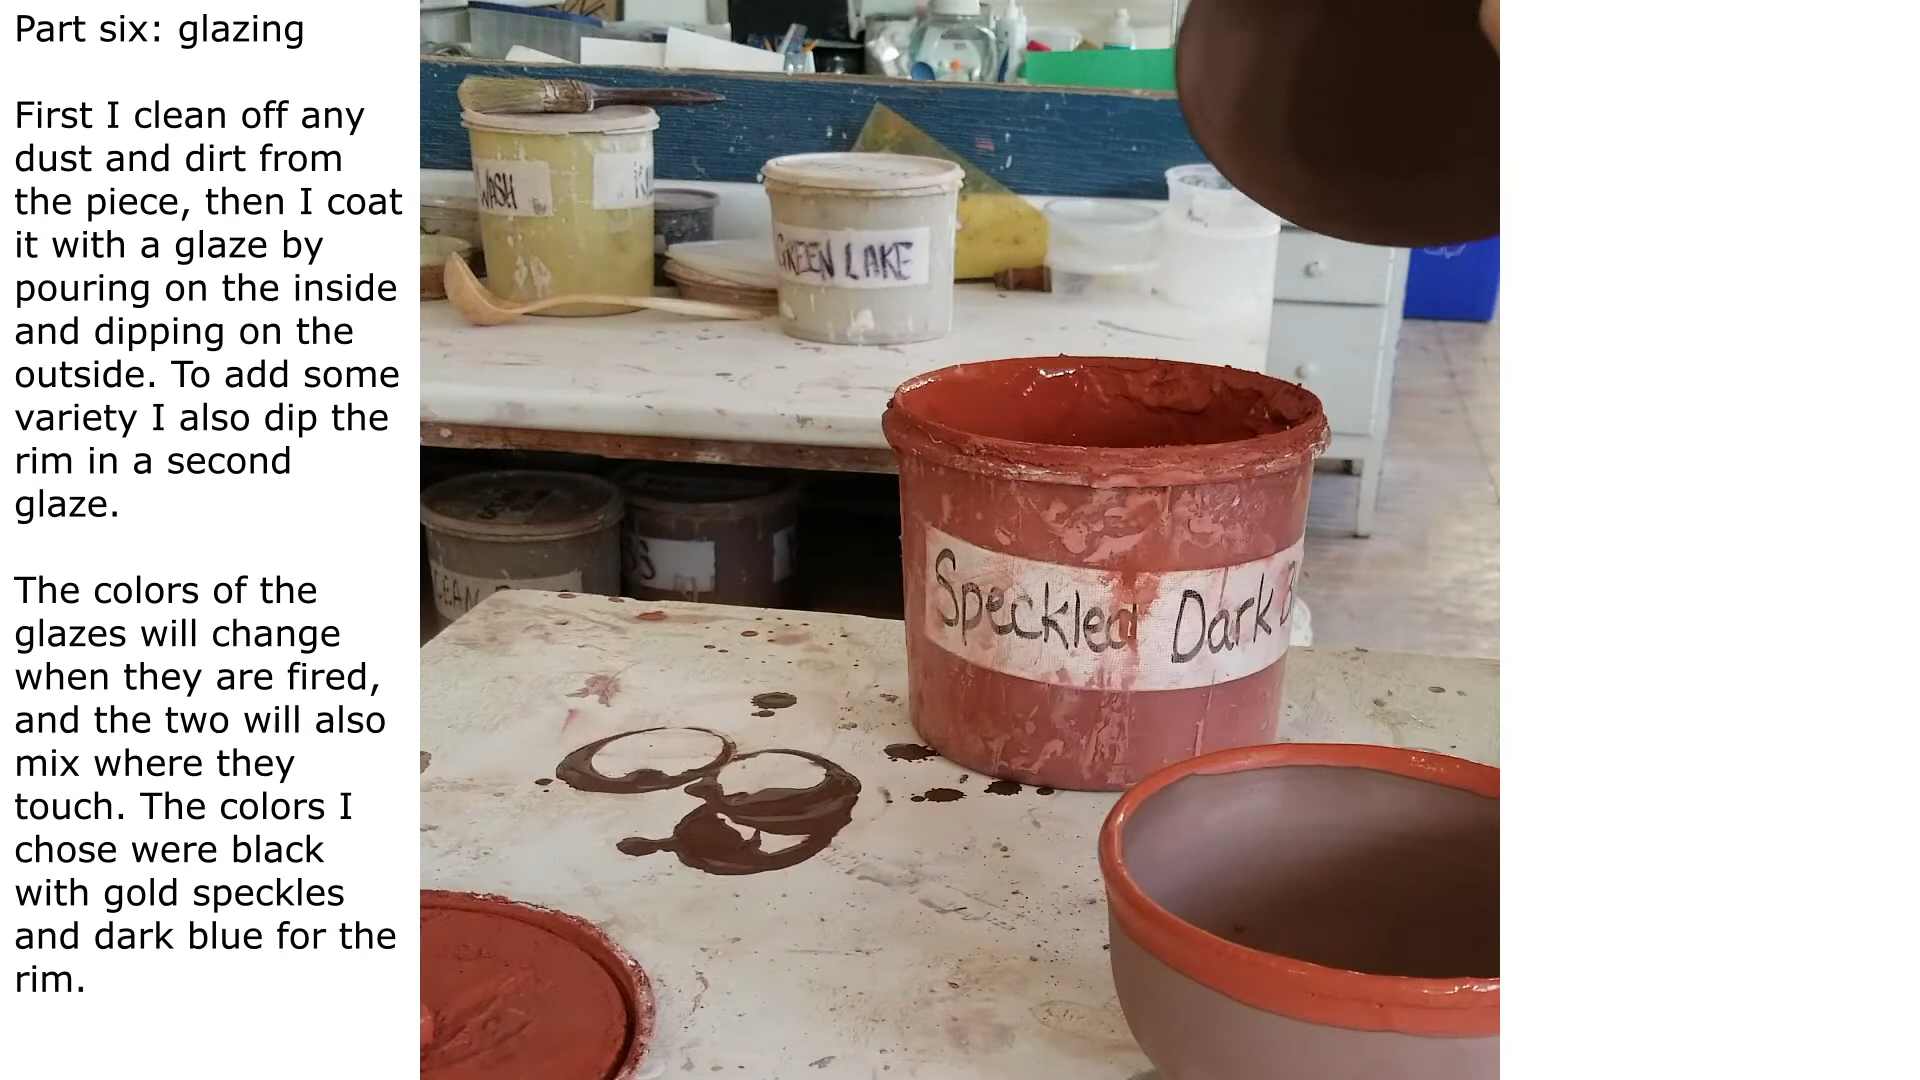 Part six: glazing
First I clean off any
dust and dirt from
the piece, then I coat
it with a glaze by
pouring on the inside
and dipping on the
outside. To add some
variety I also dip the
rim in a second
glaze.
The colors of the
glazes will change
when they are fired,
and the two will also
mix where they
touch. The colors I
chose were black
with gold speckles
and dark blue for the
rim.
WASH
GREEN LAKE
Speckled Dark